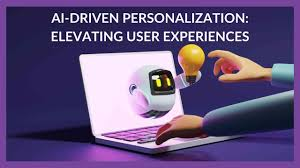 AI-DRIVEN PERSONALIZATION:
ELEVATING USER EXPERIENCES